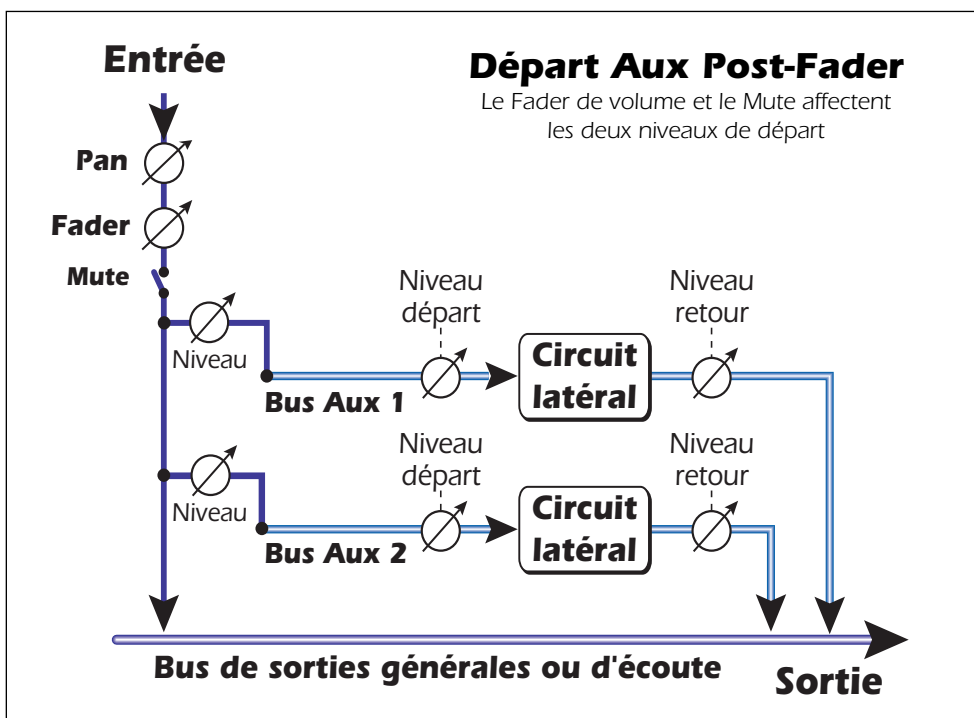 Entrée
Départ Aux Post-Fader
Le Fader de volume et le Mute affectent
les deux niveaux de départ
Pan
Fader
Mute
Niveau
Niveau
départ
Niveau
retour
Circuit
latéral
Bus Aux 1
Niveau
Niveau
départ
Niveau
retour
Circuit
latéral
Bus Aux 2
Bus de sorties générales ou d'écoute
Sortie